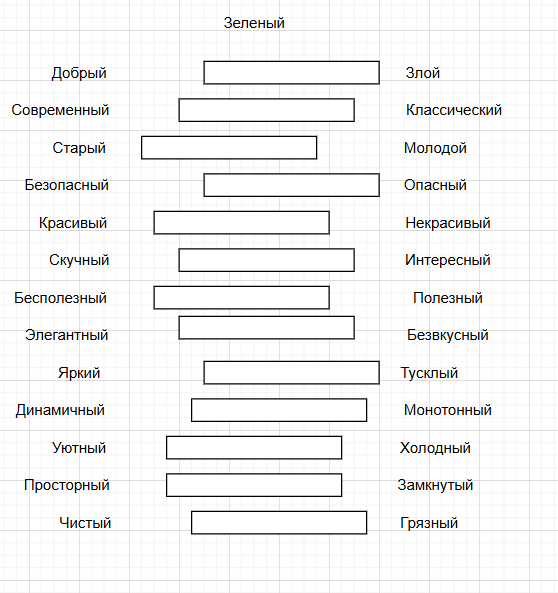 Зеленый
Добрый Злой
Современный Классический
Старый Молодой
Безопасный Опасный
Красивый Некрасивый
Скучный Интересный
Бесполезный Полезный
Элегантный Безвкусный
Яркий Тусклый
Динамичный Монотонный
Уютный Холодный
Просторный Замкнутый
Чистый Грязный